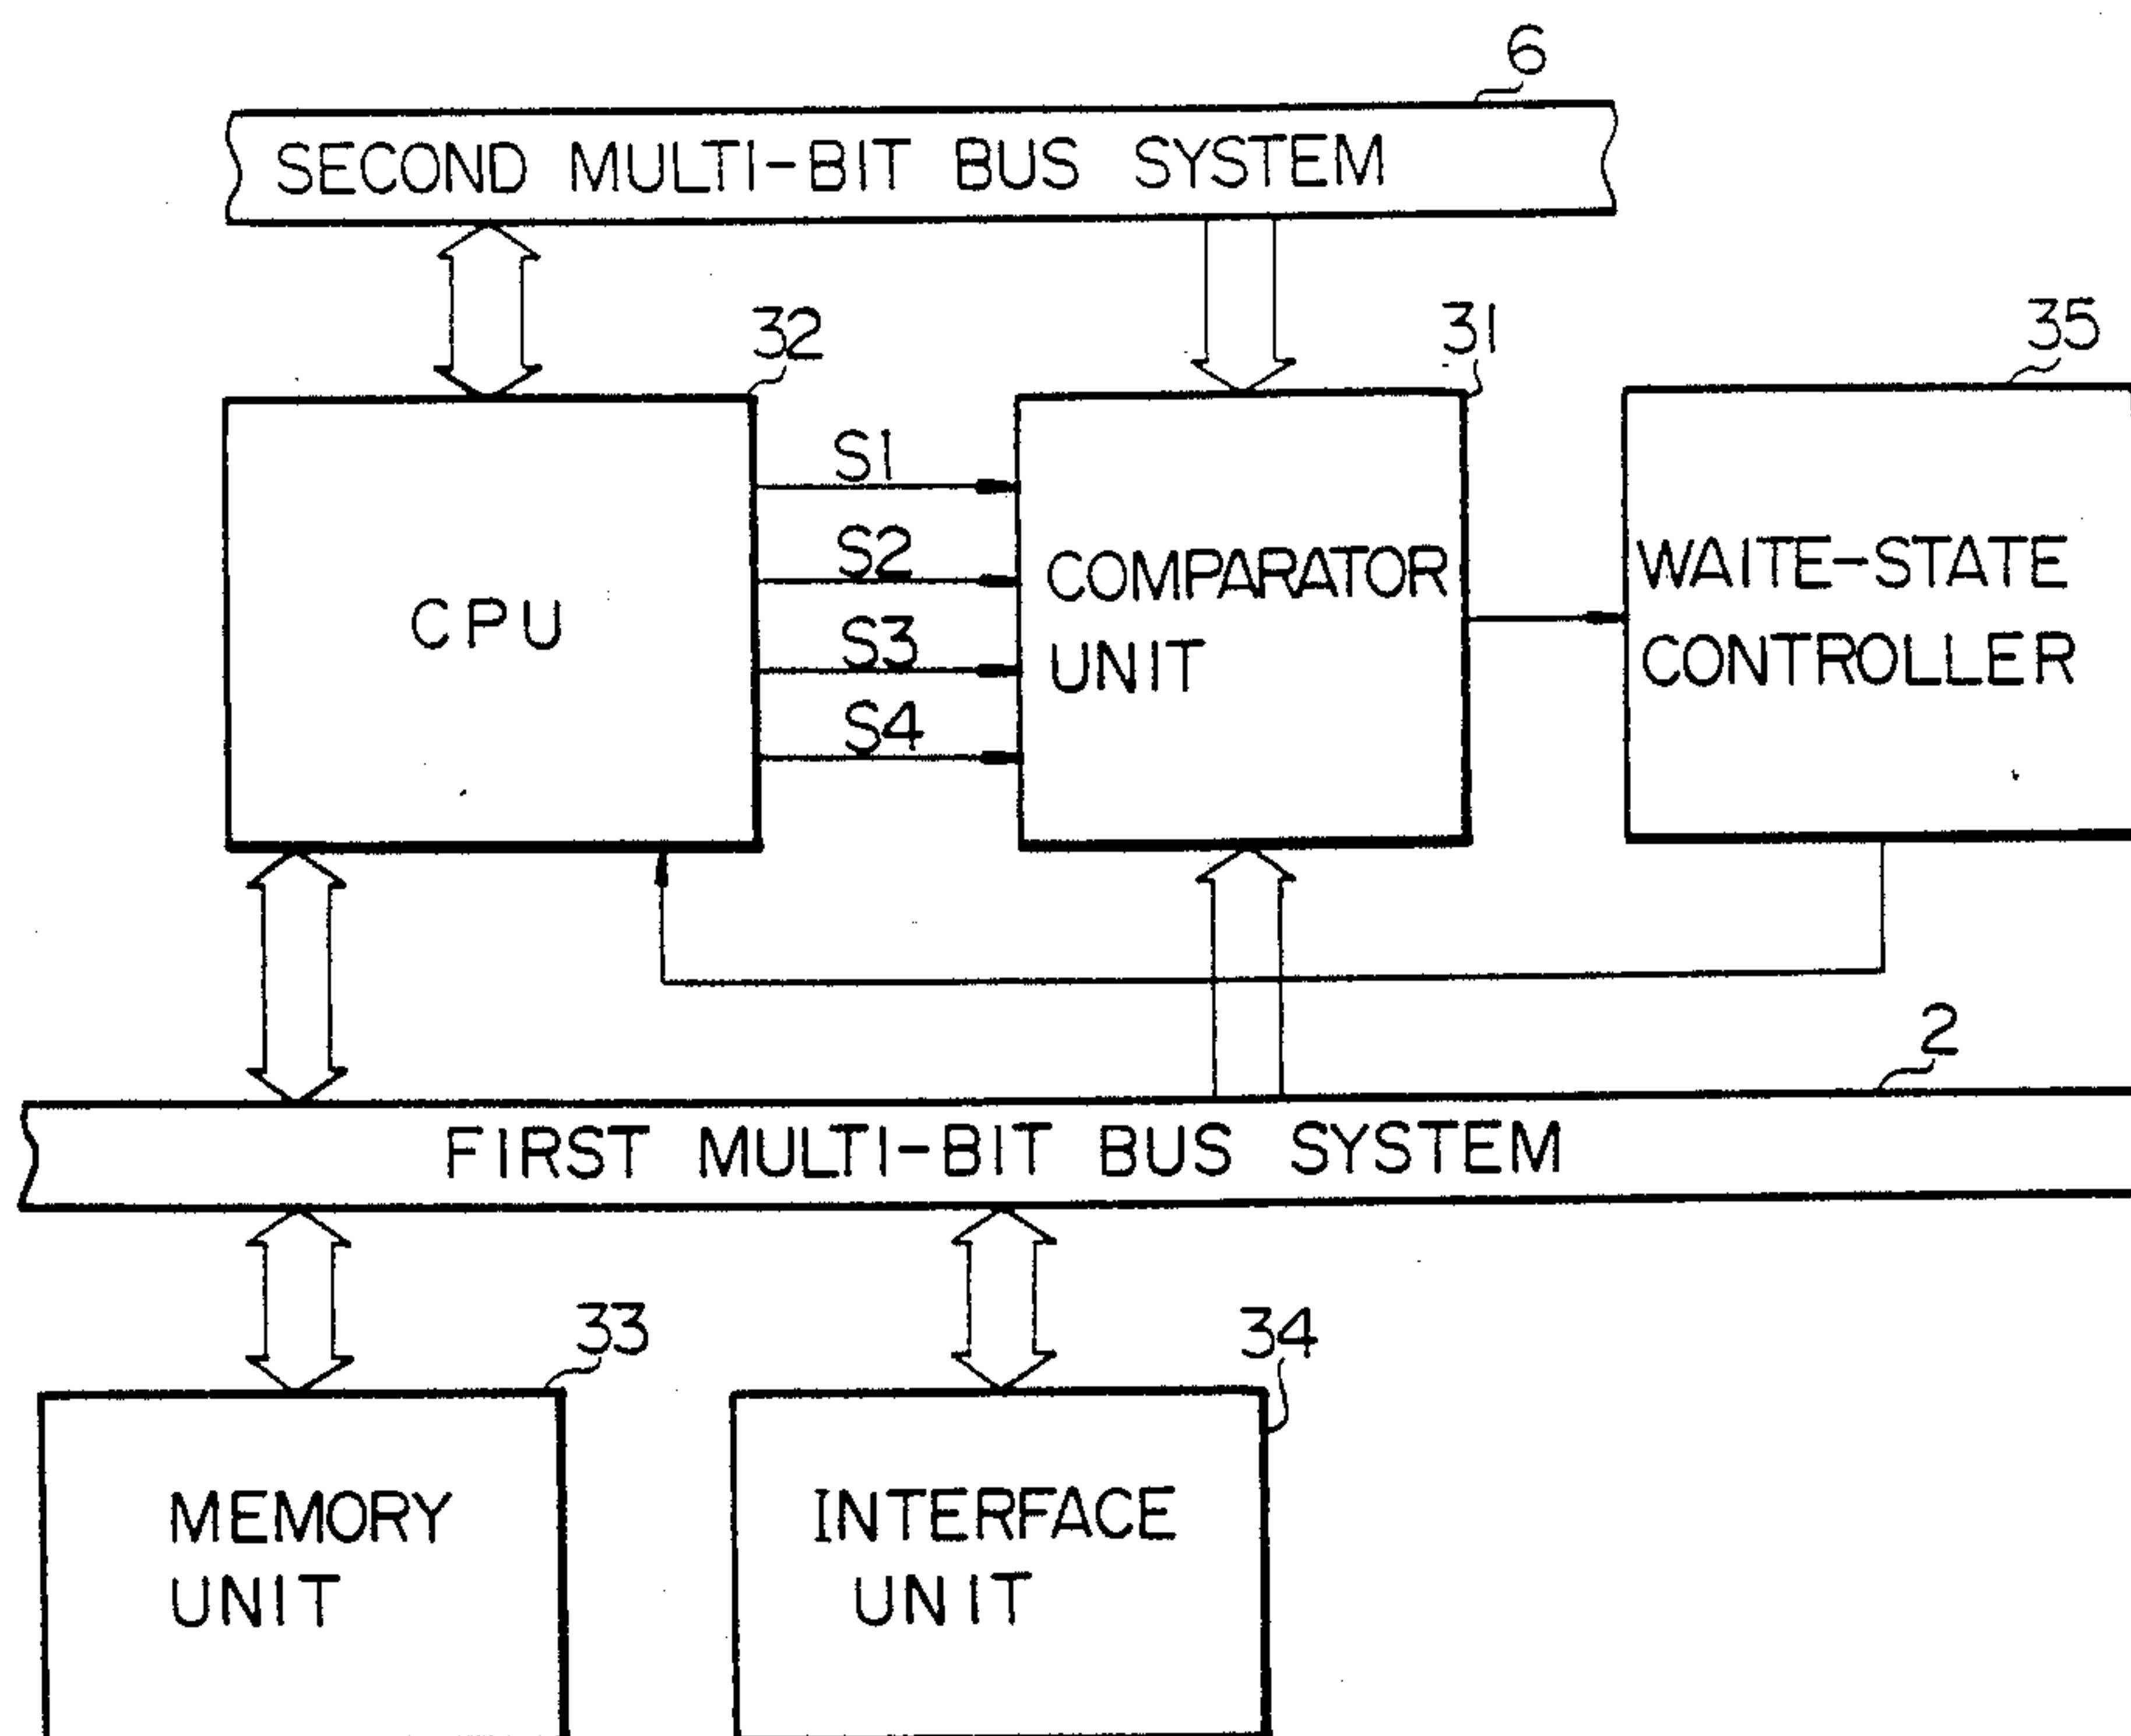 6
SECOND MULTI-BIT BUS SYSTEM
32
31
35
S1
S2
S3
S4
CPU
COMPARATOR
UNIT
WAITE-STATE
CONTROLLER
2
FIRST MULTI-BIT BUS SYSTEM
33
34
MEMORY
UNIT
INTERFACE
UNIT